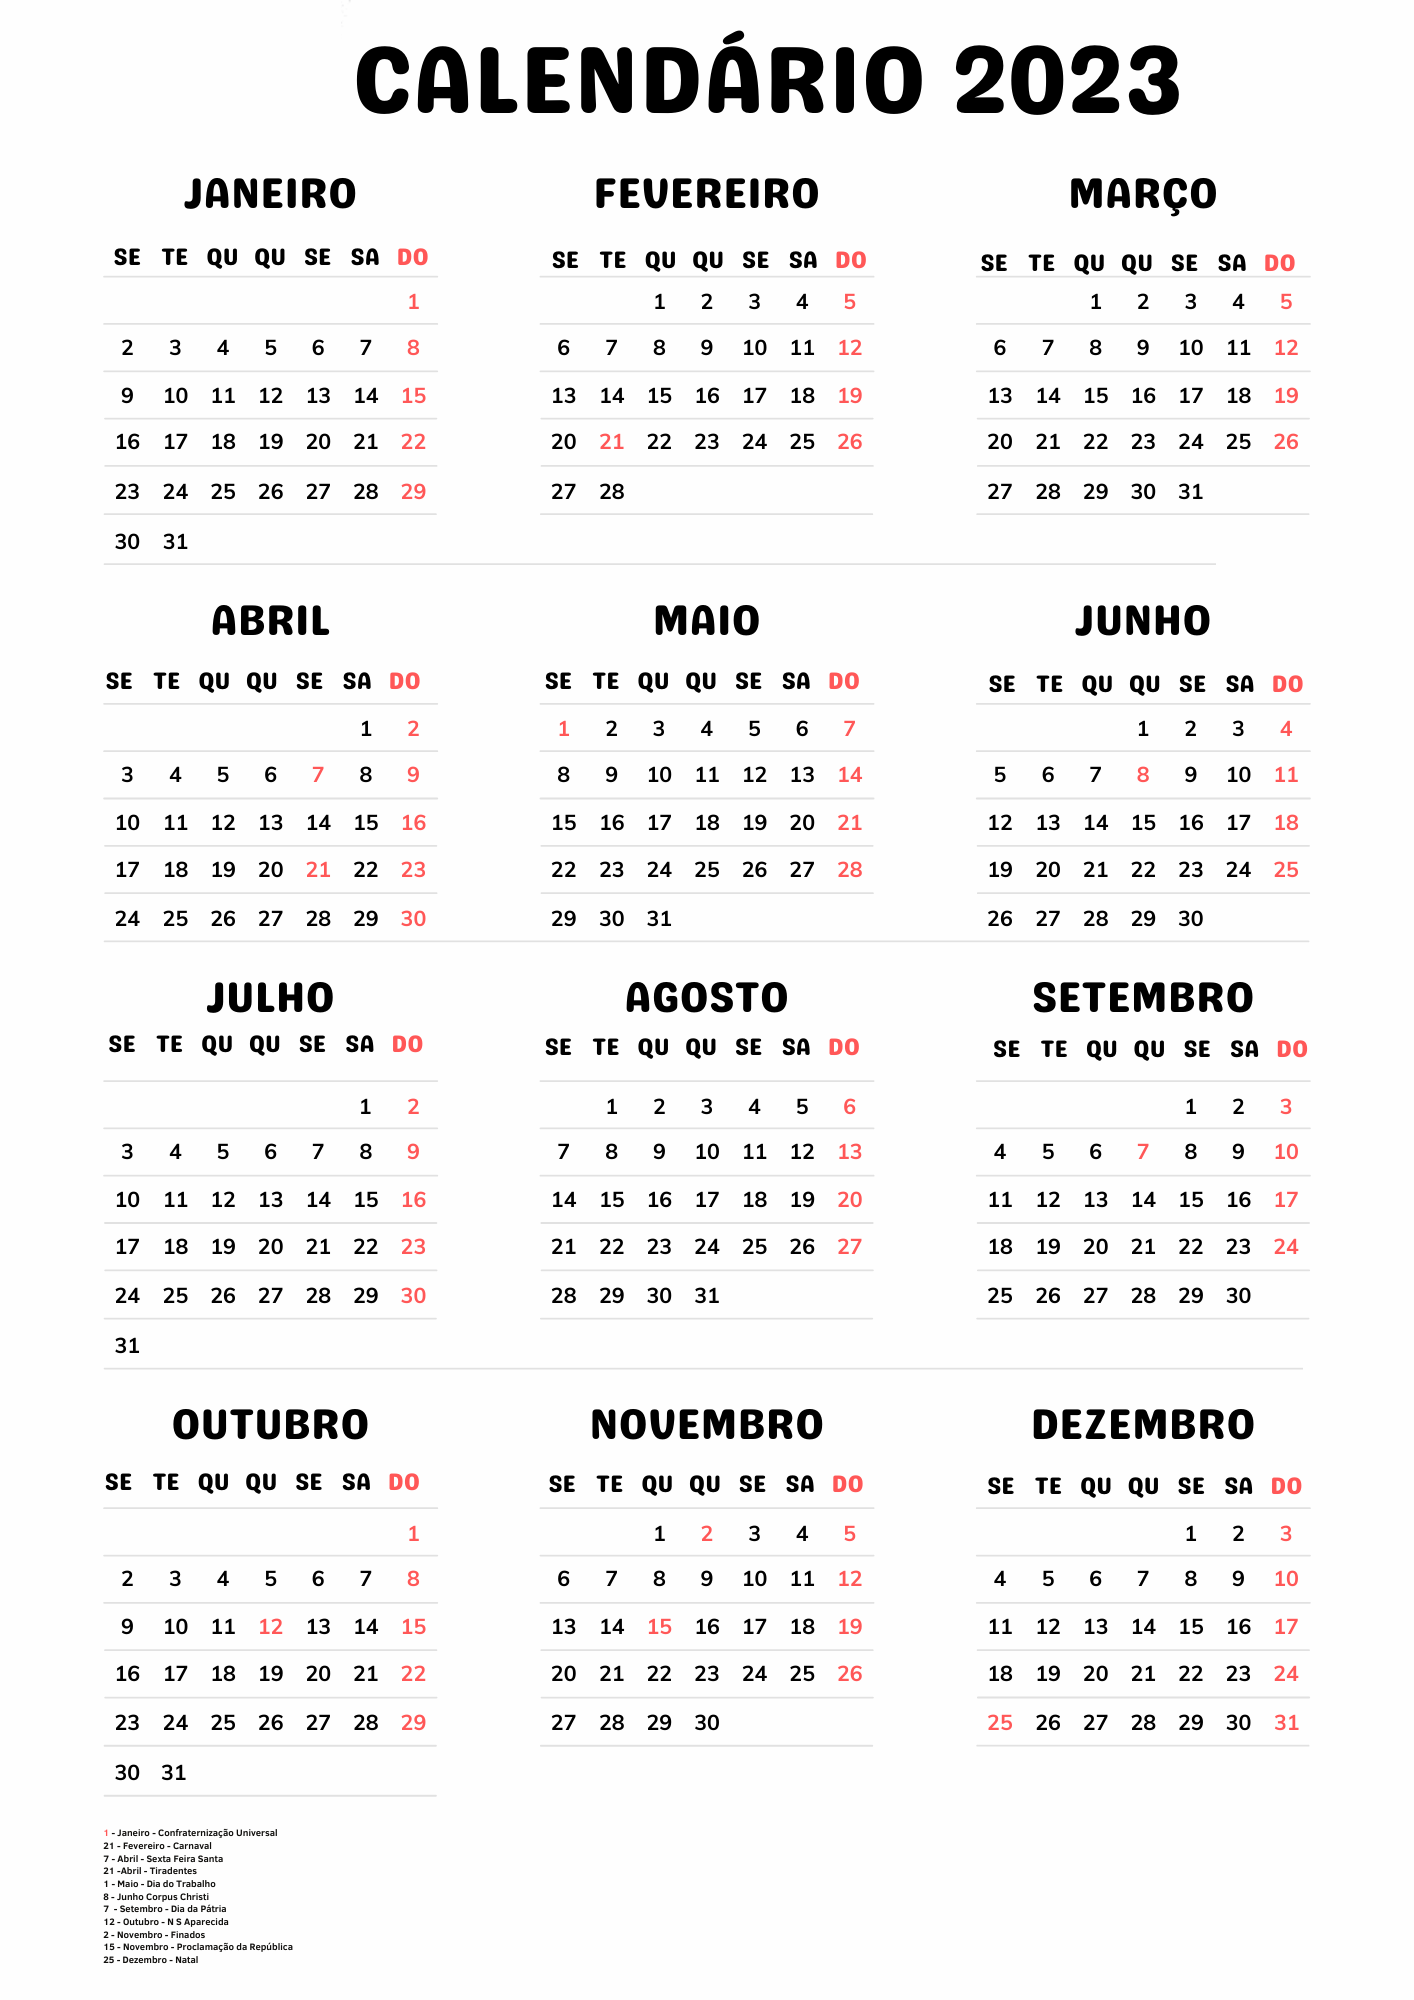 CALENDÁRIO 2023
JANEIRO
SE TE QU QU SE SA DO
1
2 3 4 5 6 7 8
9 10 11 12 13 14 15
16 17 18 19 20 21 22
23 24 25 26 27 28 29
30 31
FEVEREIRO
SE TE QU QU SE SA DO
1 2 3 4 5
6 7 8 9 10 11 12
13 14 15 16 17 18 19
20 21 22 23 24 25 26
27 28
MARÇO
SE TE QU QU SE SA DO
1 2 3 4 5
6 7 8 9 10 11 12
13 14 15 16 17 18 19
20 21 22 23 24 25 26
27 28 29 30 31
ABRIL
SE TE QU QU SE SA DO
1 2
3 4 5 6 7 8 9
10 11 12 13 14 15 16
17 18 19 20 21 22 23
24 25 26 27 28 29 30
MAIO
SE TE QU QU SE SA DO
1 2 3 4 5 6 7
8 9 10 11 12 13 14
15 16 17 18 19 20 21
22 23 24 25 26 27 28
29 30 31
JUNHO
SE TE QU QU SE SA DO
1 2 3 4
5 6 7 8 9 10 11
12 13 14 15 16 17 18
19 20 21 22 23 24 25
26 27 28 29 30
JULHO
SE TE QU QU SE SA DO
1 2
3 4 5 6 7 8 9
10 11 12 13 14 15 16
17 18 19 20 21 22 23
24 25 26 27 28 29 30
31
AGOSTO
SE TE QU QU SE SA DO
1 2 3 4 5 6
7 8 9 10 11 12 13
14 15 16 17 18 19 20
21 22 23 24 25 26 27
28 29 30 31
SETEMBRO
SE TE QU QU SE SA DO
1 2 3
4 5 6 7 8 9 10
11 12 13 14 15 16 17
18 19 20 21 22 23 24
25 26 27 28 29 30
OUTUBRO
SE TE QU QU SE SA DO
1
2 3 4 5 6 7 8
9 10 11 12 13 14 15
16 17 18 19 20 21 22
23 24 25 26 27 28 29
30 31
NOVEMBRO
SE TE QU QU SE SA DO
1 2 3 4 5
6 7 8 9 10 11 12
13 14 15 16 17 18 19
20 21 22 23 24 25 26
27 28 29 30
DEZEMBRO
SE TE QU QU SE SA DO
1 2 3
4 5 6 7 8 9 10
11 12 13 14 15 16 17
18 19 20 21 22 23 24
25 26 27 28 29 30 31
1 - Janeiro - Confraternização Universal
21 - Fevereiro - Carnaval
7 - Abril - Sexta Feira Santa
21 -Abril - Tiradentes
1 - Maio - Dia do Trabalho
8 - Junho Corpus Christi
7 - Setembro - Dia da Pátria
12 - Outubro - N S Aparecida
2 - Novembro - Finados
15 - Novembro - Proclamação da República
25 - Dezembro - Natal